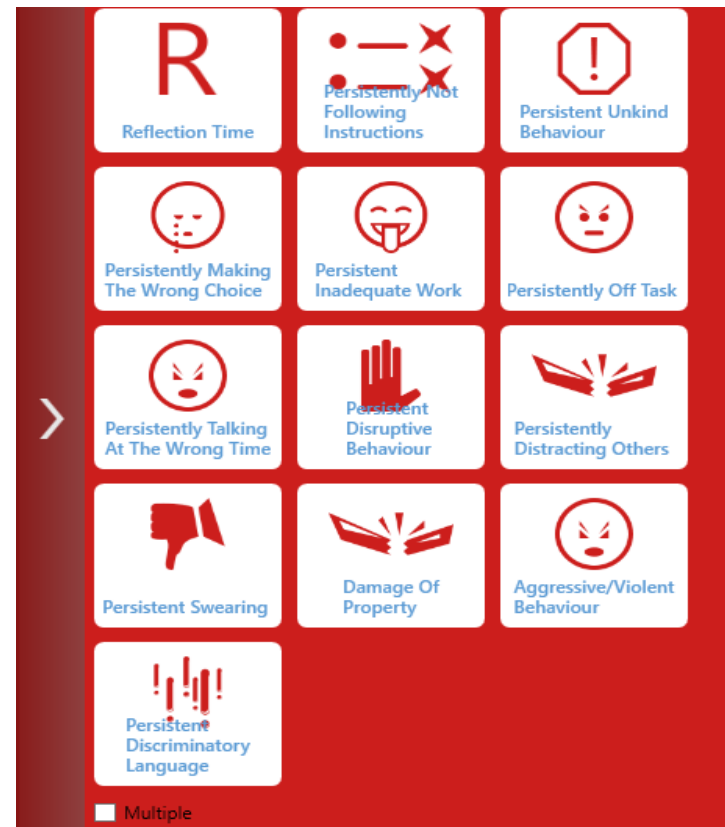 R
Reflection Time
Persistently Not
Following
Instructions
!
Persistent Unkind
Behaviour
Persistently Making
The Wrong Choice
Persistent
Inadequate Work
Persistently Off Task
Persistently Talking
At The Wrong Time
Persistent
Disruptive
Behaviour
Persistently
Distracting Others
Persistent Swearing
Damage Of
Property
Aggressive/Violent
Behaviour
Persistent
Discriminatory
Language
Multiple